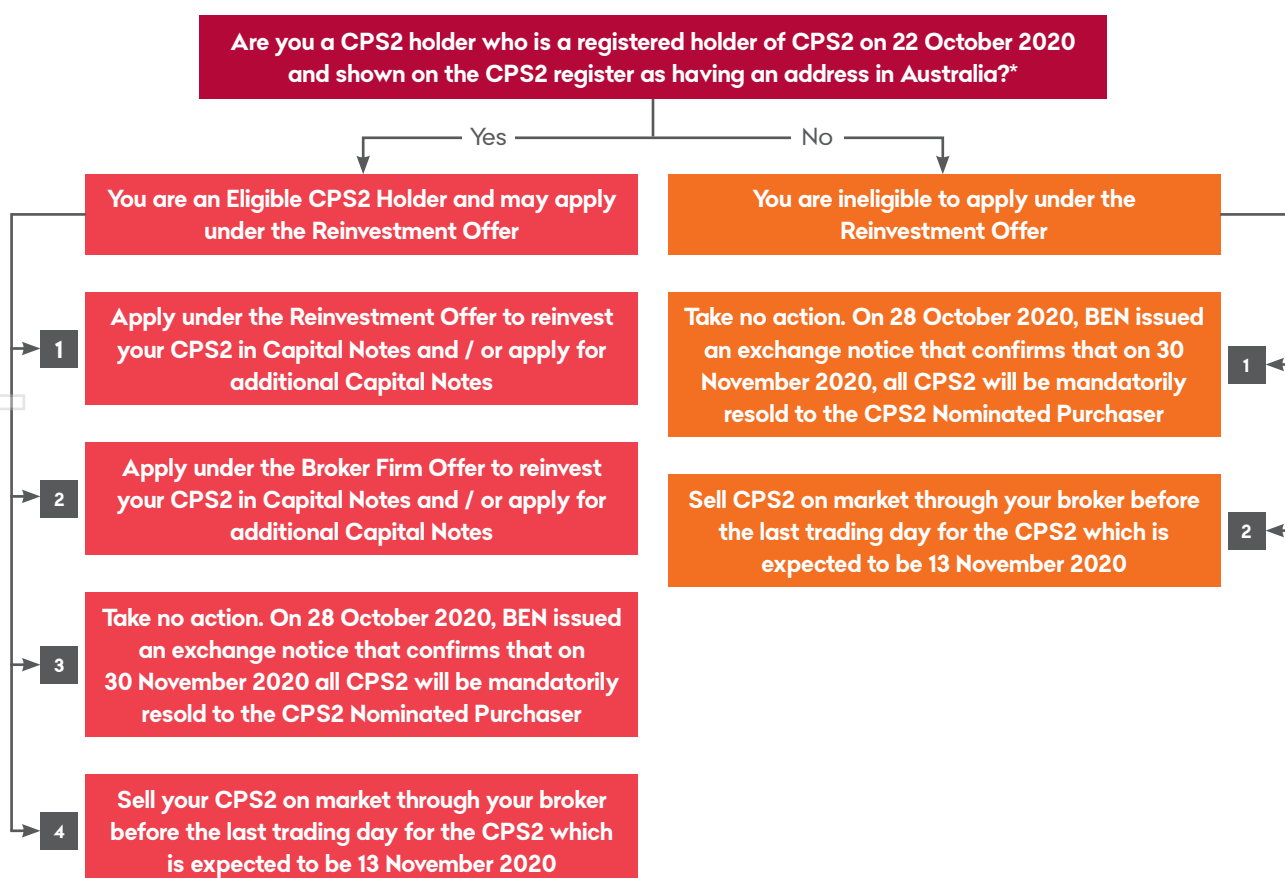 Are you a CPS2 holder who is a registered holder of CPS2 on 22 October 2020
and shown on the CPS2 register as having an address in Australia?*
Yes
No
You are an Eligible CPS2 Holder and may apply
under the Reinvestment Offer
1
Apply under the Reinvestment Offer to reinvest
your CPS2 in Capital Notes and / or apply for
additional Capital Notes
2
Apply under the Broker Firm Offer to reinvest
your CPS2 in Capital Notes and / or apply for
additional Capital Notes
3
Take no action. On 28 October 2020, BEN issued
an exchange notice that confirms that on
30 November 2020 all CPS2 will be mandatorily
resold to the CPS2 Nominated Purchaser
4
Sell your CPS2 on market through your broker
before the last trading day for the CPS2 which
is expected to be 13 November 2020
You are ineligible to apply under the
Reinvestment Offer
Take no action. On 28 October 2020, BEN issued
an exchange notice that confirms that on 30
November 2020, all CPS2 will be mandatorily
resold to the CPS2 Nominated Purchaser
1
Sell CPS2 on market through your broker before
the last trading day for the CPS2 which is
expected to be 13 November 2020
2